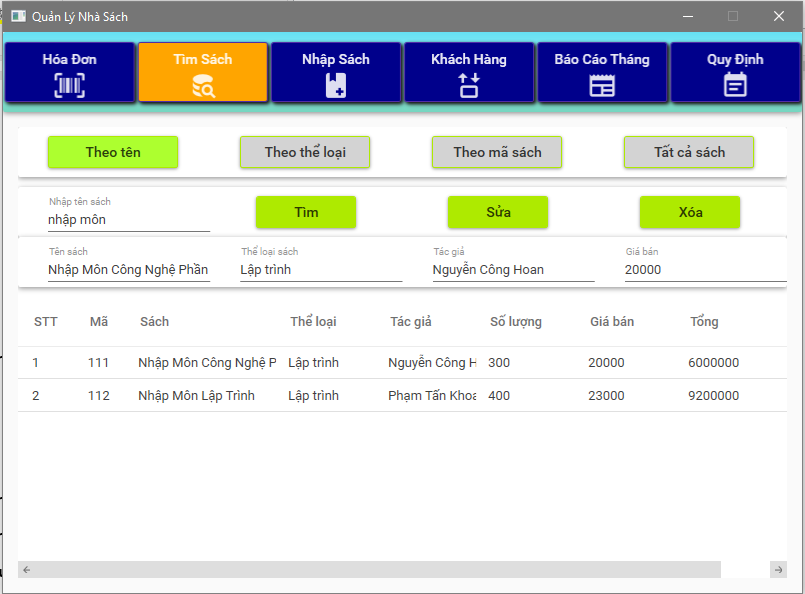 Quản Lý Nhà Sách
Hóa Đơn Tìm Sách Nhập Sách Khách Hàng Báo Cáo Tháng Quy Định
Theo tên Theo thể loại Theo mã sách Tất cả sách
Nhập tên sách
nhập môn Tìm Sửa Xóa
Tên sách Thể loại sách Tác giả Giá bán
Nhập Môn Công Nghệ Phần Lập trình Nguyễn Công Hoan 20000
STT Mã Sách Thể loại Tác giả Số lượng Giá bán Tổng
1 111 Nhập Môn Công Nghệ P Lập trình Nguyễn Công H 300 20000 6000000
2 112 Nhập Môn Lập Trình Lập trình Phạm Tấn Khoa 400 23000 9200000